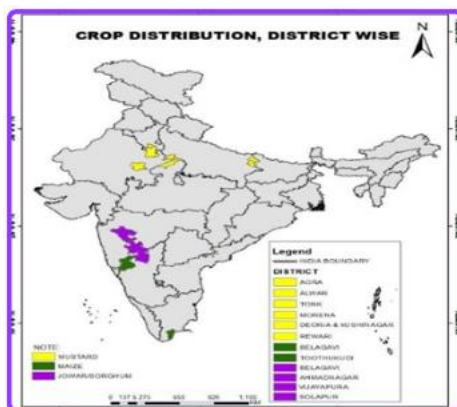 CROP DISTRIBUTION, DISTRICT WISE
N
Legend
INDIA BOUNDARY
DISTRICT
AGRA
ALWAR
TONK
MORENA
DEORIA & KUSHINAGAR
REWARI
BELAGAVI
TOOTHUKUDI
BELAGAVI
AHMADNAGAR
VIJAYAPURA
SOLAPUR
NOTE:
MUSTARD
MAIZE
JOWAR/SORGHUM